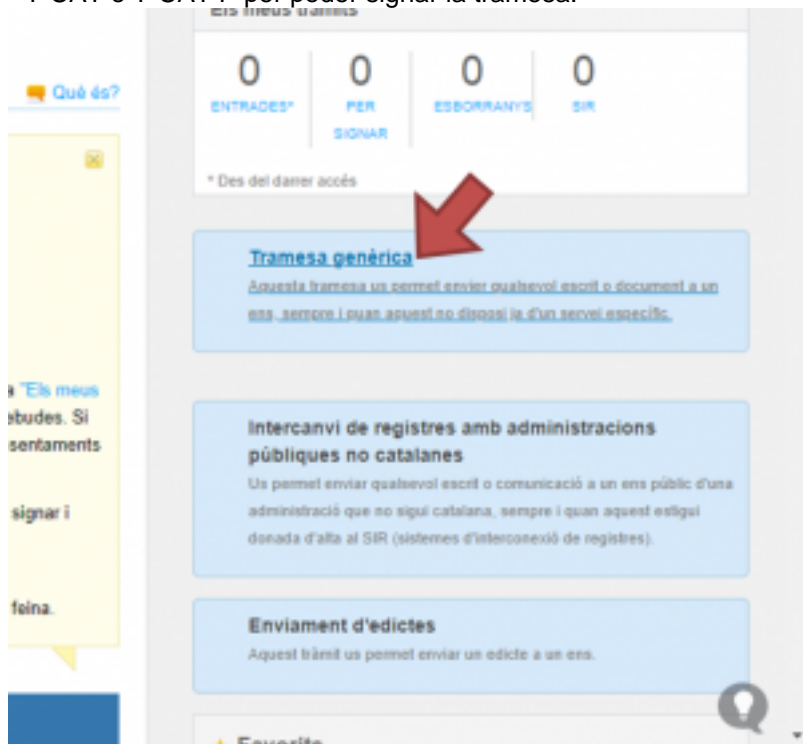 per poder signar la tramesa.
Els meus tràmits
0 0 0 0
ENTRADES* PER SIGNAR ESBORRANYS SIR
* Des del darrer accés
Què és?
Tramesa genèrica
Aquesta tramesa us permet enviar qualsevol escrit o document a un
ens, sempre i quan aquest no disposi ja d'un servei específic.
a "Els meus
ebudes. Si
sentaments
signar i
feina.
Intercanvi de registres amb administracions
públiques no catalanes
Us permet enviar qualsevol escrit o comunicació a un ens públic d'una
administració que no sigui catalana, sempre i quan aquest estigui
donada d'alta al SIR (sistemes d'interconexió de registres).
Enviament d'edictes
Aquest tràmit us permet enviar un edicte a un ens.
Favorits